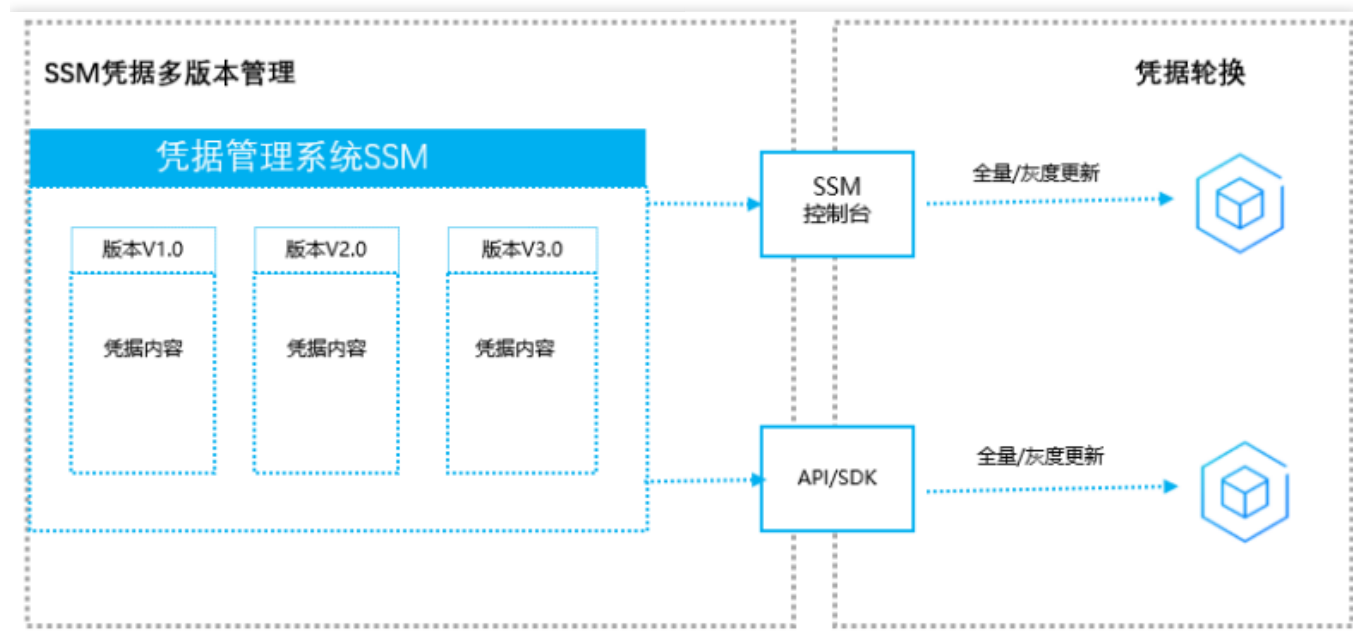 SSM凭据多版本管理
凭据轮换
凭据管理系统SSM
SSM
控制台
全量/灰度更新
版本V1.0
版本V2.0
版本V3.0
凭据内容
凭据内容
凭据内容
API/SDK
全量/灰度更新